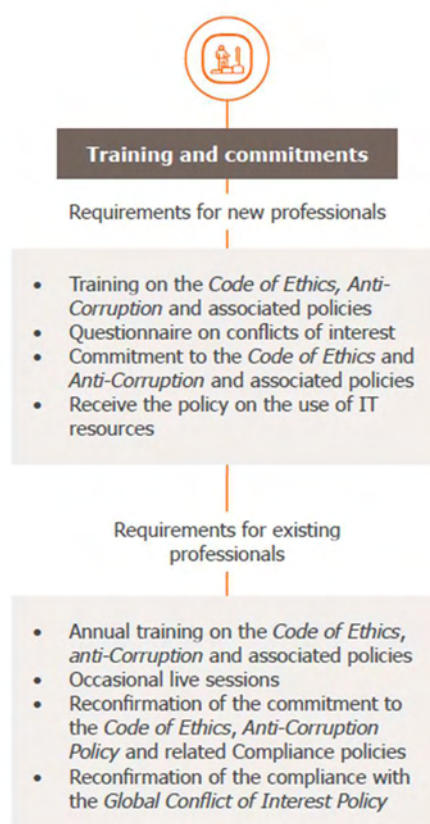 Training and commitments
Requirements for new professionals
• Training on the Code of Ethics, Anti-
Corruption and associated policies
• Questionnaire on conflicts of interest
• Commitment to the Code of Ethics and
Anti-Corruption and associated policies
• Receive the policy on the use of IT
resources
Requirements for existing
professionals
• Annual training on the Code of Ethics,
anti-Corruption and associated policies
• Occasional live sessions
• Reconfirmation of the commitment to
the Code of Ethics, Anti-Corruption
Policy and related Compliance policies
• Reconfirmation of the compliance with
the Global Conflict of Interest Policy